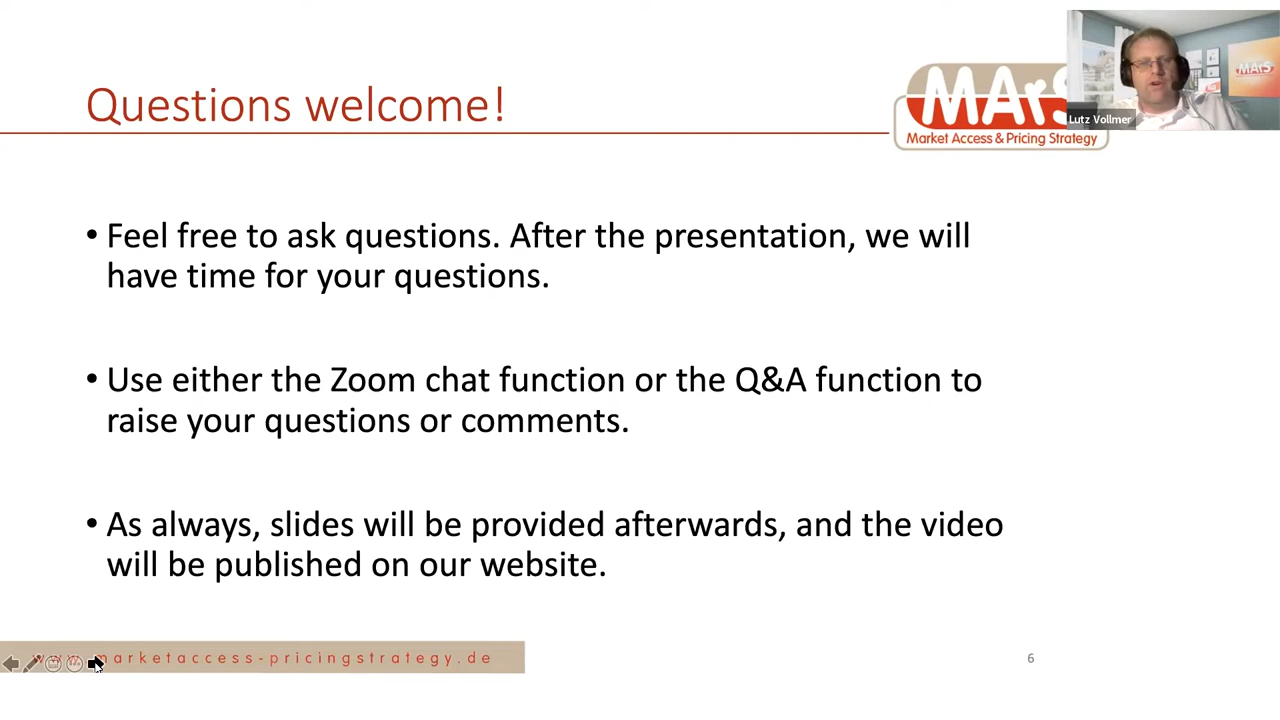 Questions welcome!
MArS
Market Access & Pricing Strategy
MArS
Lutz Vollmer
• Feel free to ask questions. After the presentation, we will
have time for your questions.
• Use either the Zoom chat function or the Q&A function to
raise your questions or comments.
• As always, slides will be provided afterwards, and the video
will be published on our website.
www.marketaccess-pricingstrategy.de
6